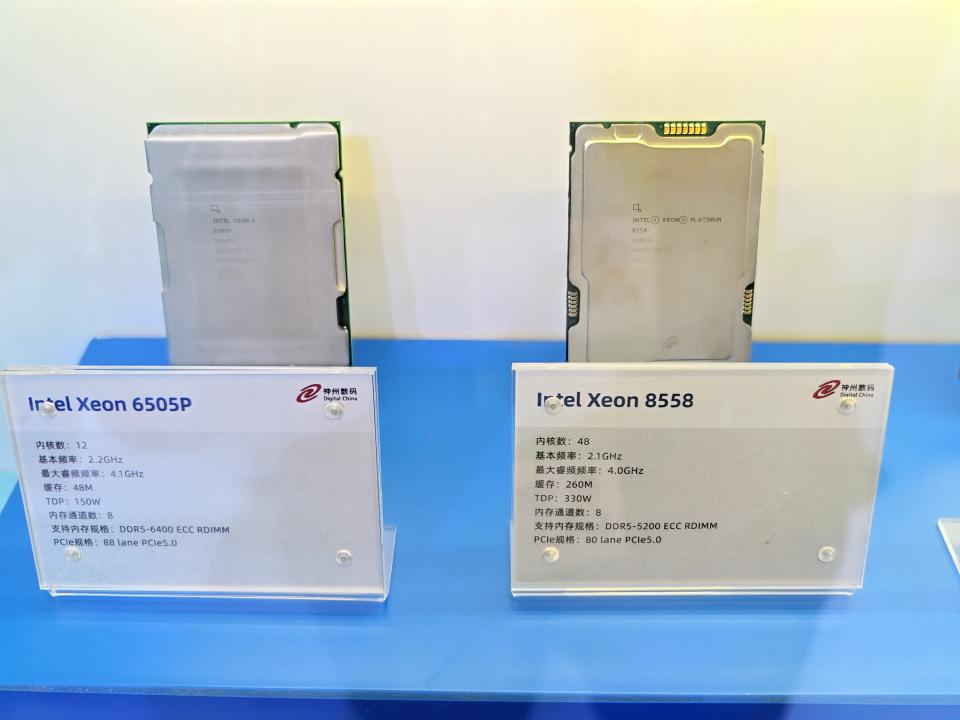 INTEL XEON 6
6505P
INTEL® XEON® PLATINUM
8558
Intel Xeon 6505P
神州数码
Digital China
内核数：12
基本频率：2.2GHz
最大睿频频率：4.1GHz
缓存：48M
TDP：150W
内存通道数：8
支持内存规格：DDR5-6400 ECC RDIMM
PCIe规格：88 lane PCIe5.0
Intel Xeon 8558
神州数码
Digital China
内核数：48
基本频率：2.1GHz
最大睿频频率：4.0GHz
缓存：260M
TDP：330W
内存通道数：8
支持内存规格：DDR5-5200 ECC RDIMM
PCIe规格：80 lane PCIe5.0